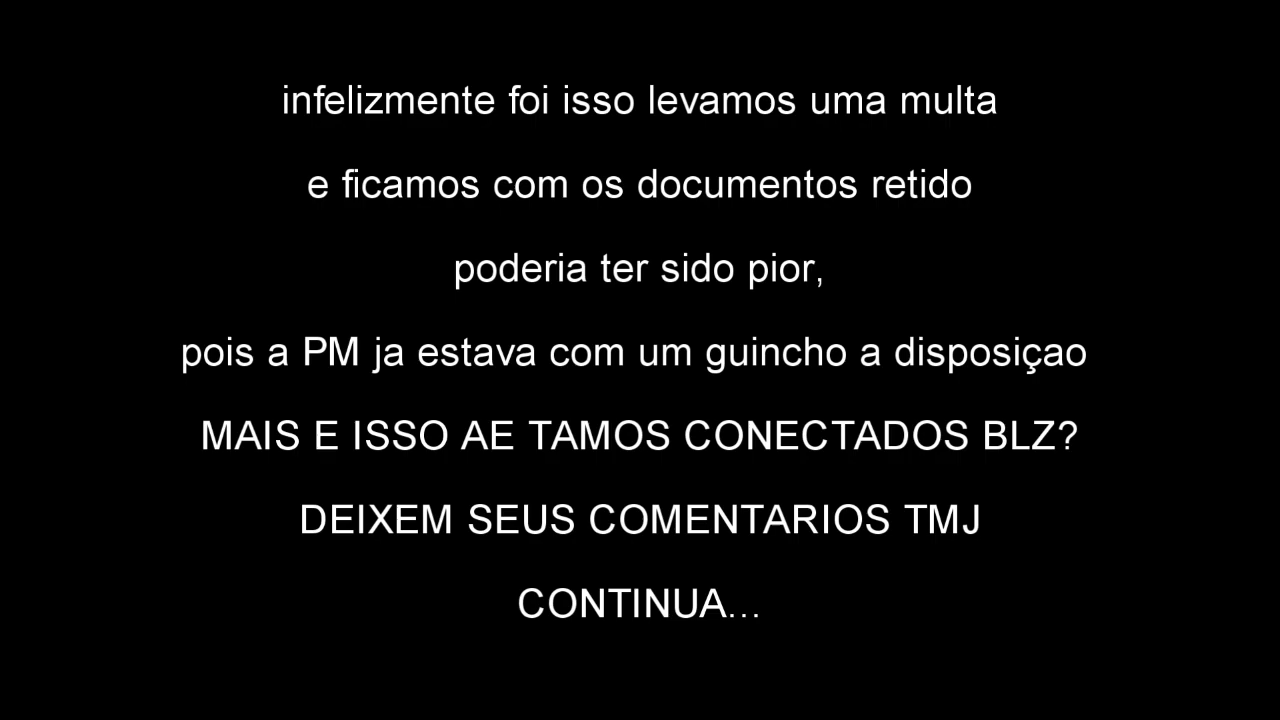 infelizmente foi isso levamos uma multa
e ficamos com os documentos retido
poderia ter sido pior,
pois a PM ja estava com um guincho a disposiçao
MAIS E ISSO AE TAMOS CONECTADOS BLZ?
DEIXEM SEUS COMENTARIOS TMJ
CONTINUA...